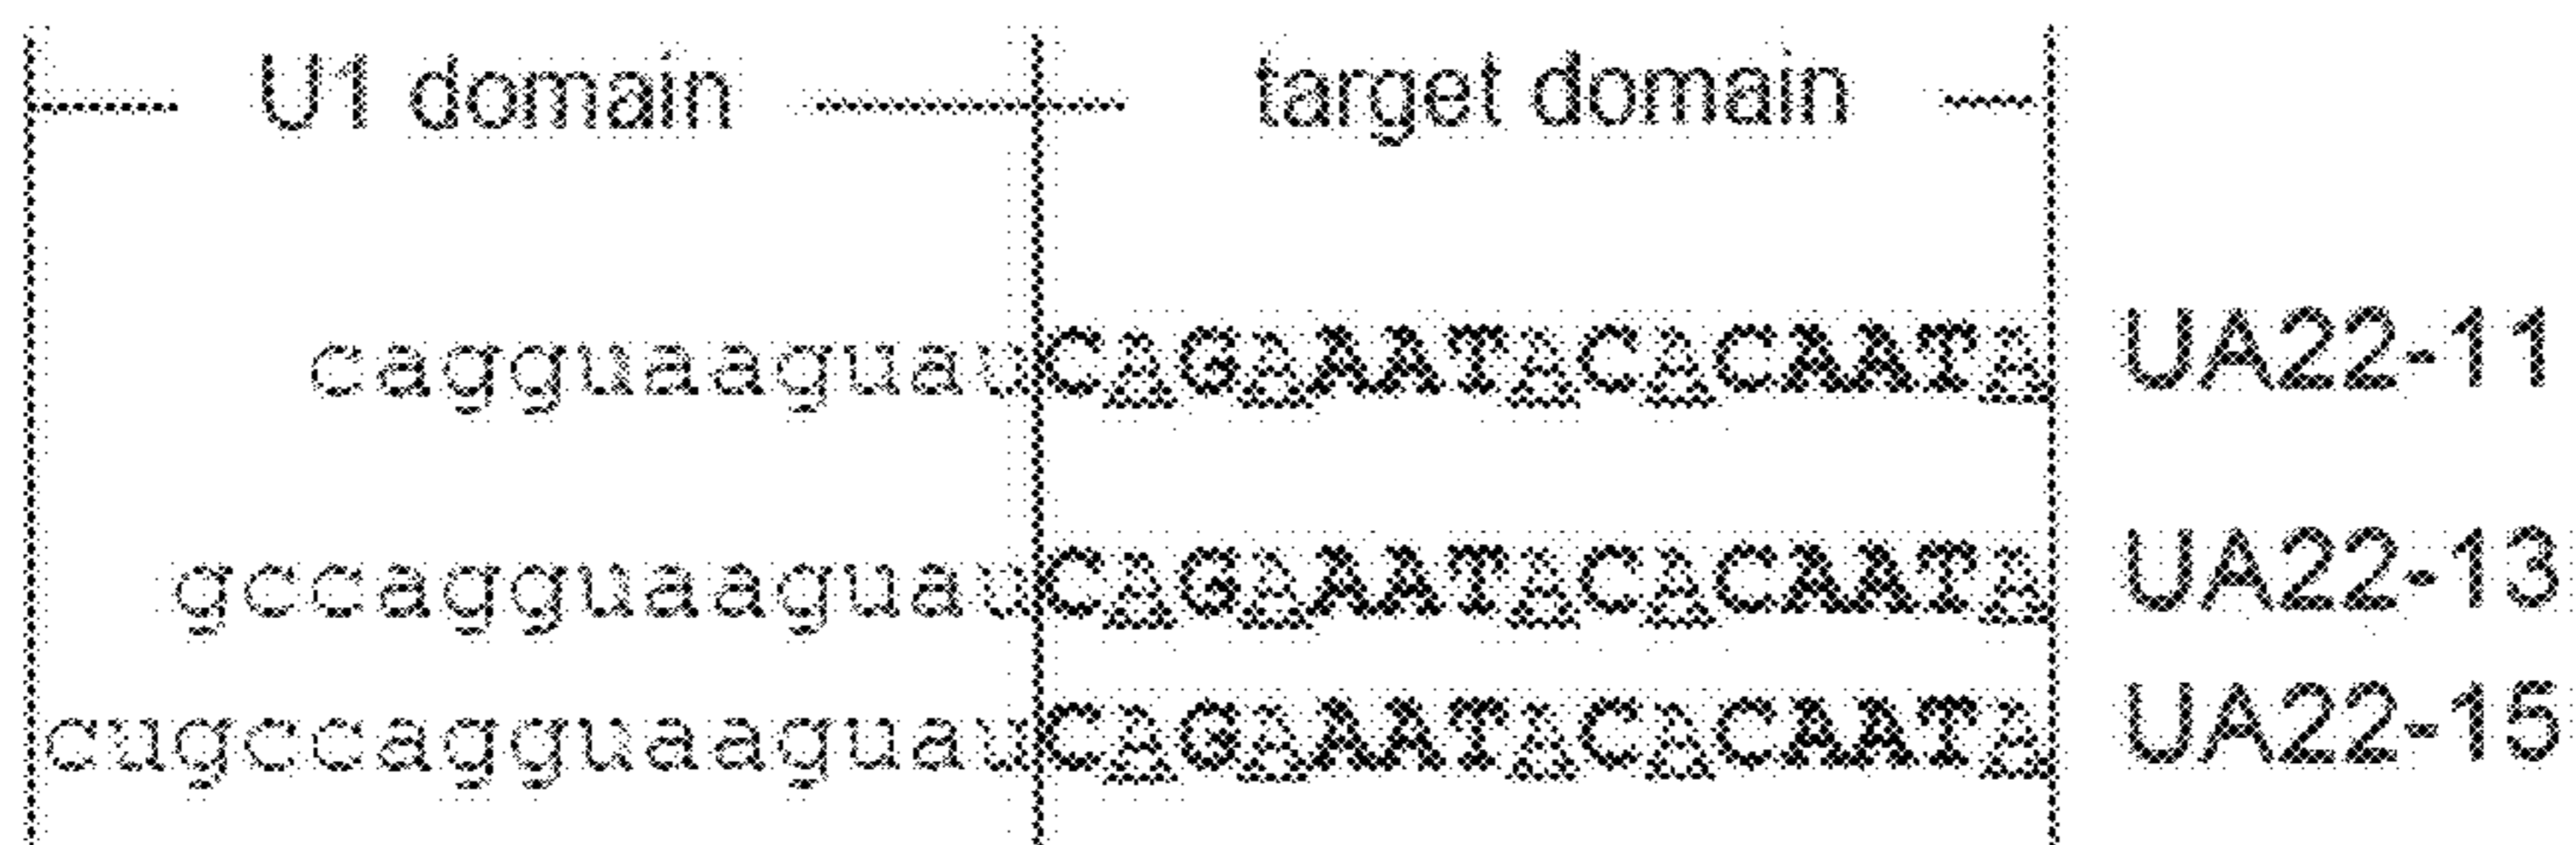 U1 domain target domain
cagguaaguauCAGAAATACACAATA UA22-11
gccagguaaguauCAGAAATACACAATA UA22-13
cugccagguaaguauCAGAAATACACAATA UA22-15